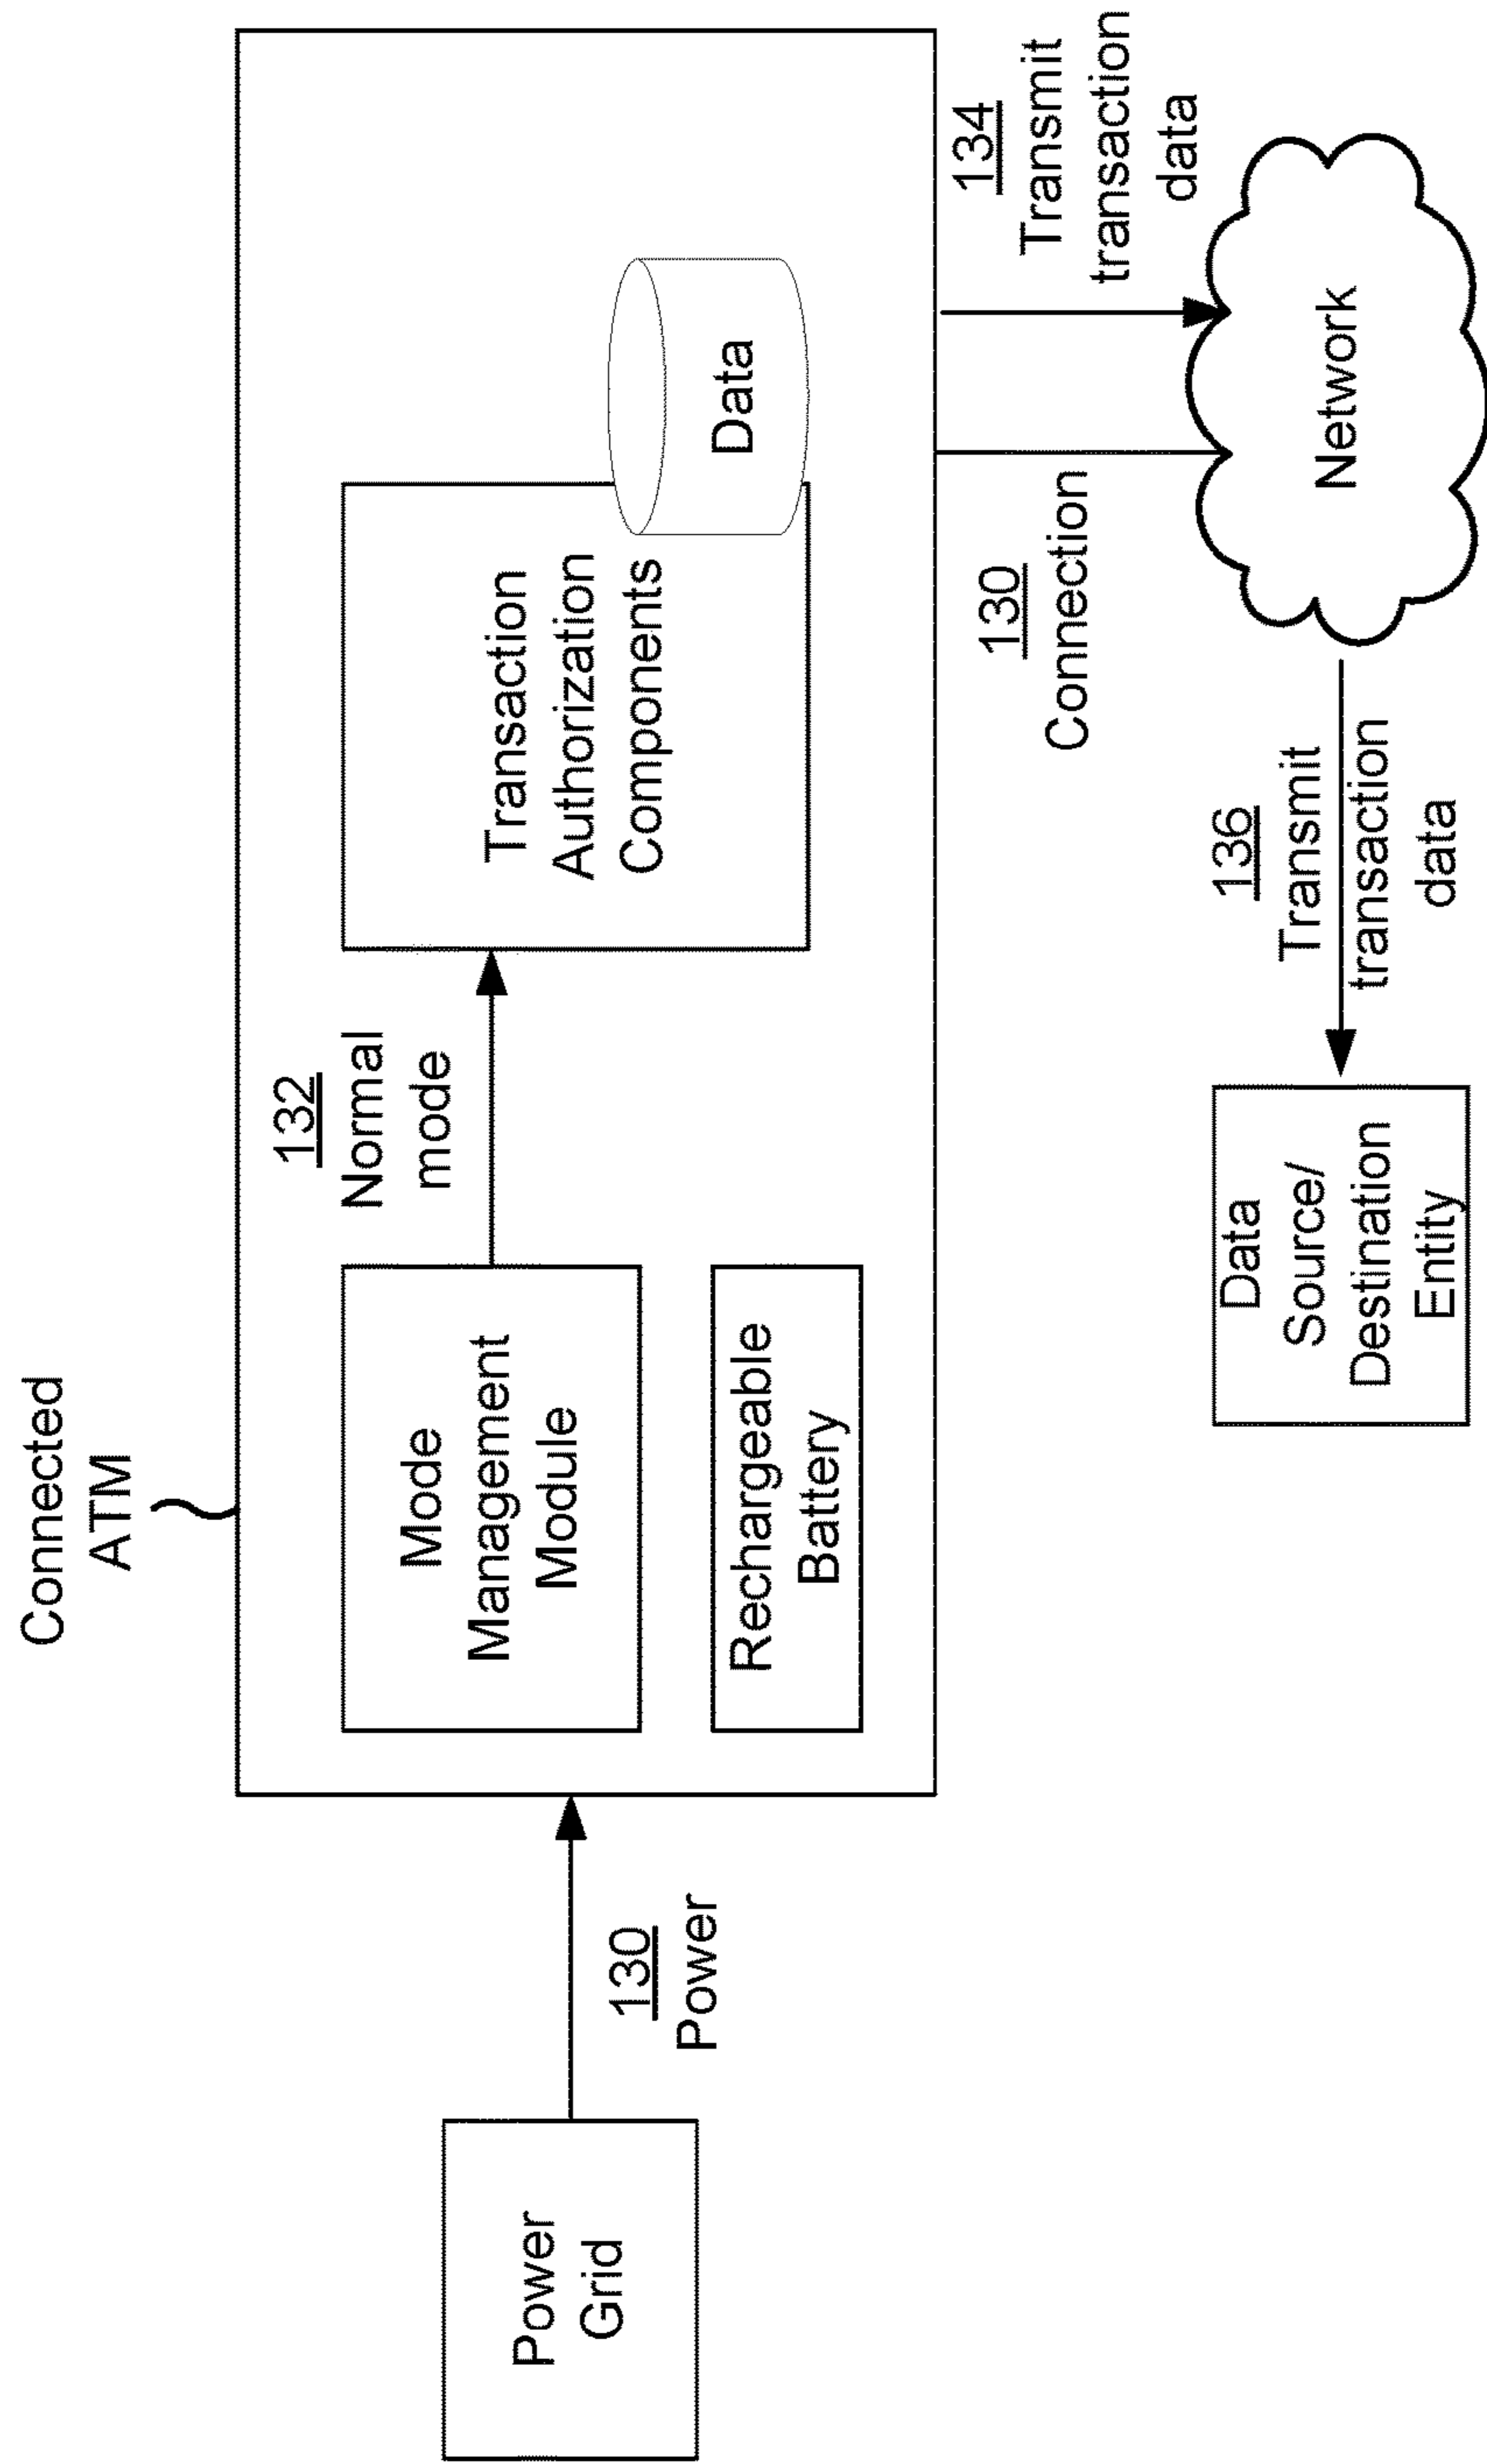 Connected
ATM
Power
Grid
130
Power
Mode
Management
Module
Rechargeable
Battery
132
Normal
mode
Transaction
Authorization
Components
Data
130
Connection
134
Transmit
transaction
data
Network
136
Transmit
transaction
data
Data
Source/
Destination
Entity